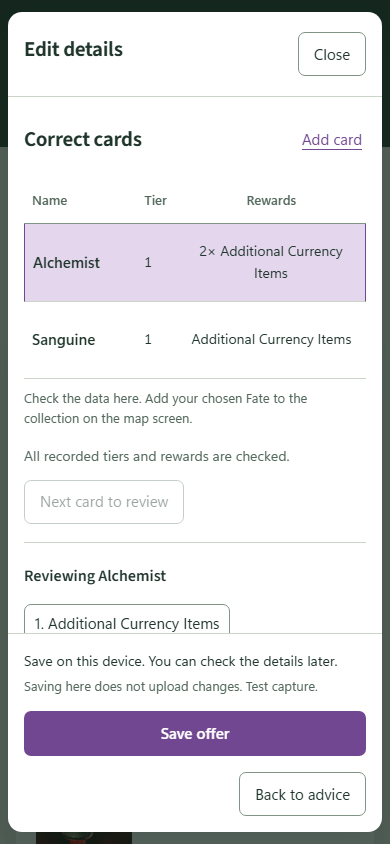 Edit details
Close
Correct cards
Add card
Name Tier Rewards
Alchemist 1 2× Additional Currency
Items
Sanguine 1 Additional Currency Items
Check the data here. Add your chosen Fate to the
collection on the map screen.
All recorded tiers and rewards are checked.
Next card to review
Reviewing Alchemist
1. Additional Currency Items
Save on this device. You can check the details later.
Saving here does not upload changes. Test capture.
Save offer
Back to advice